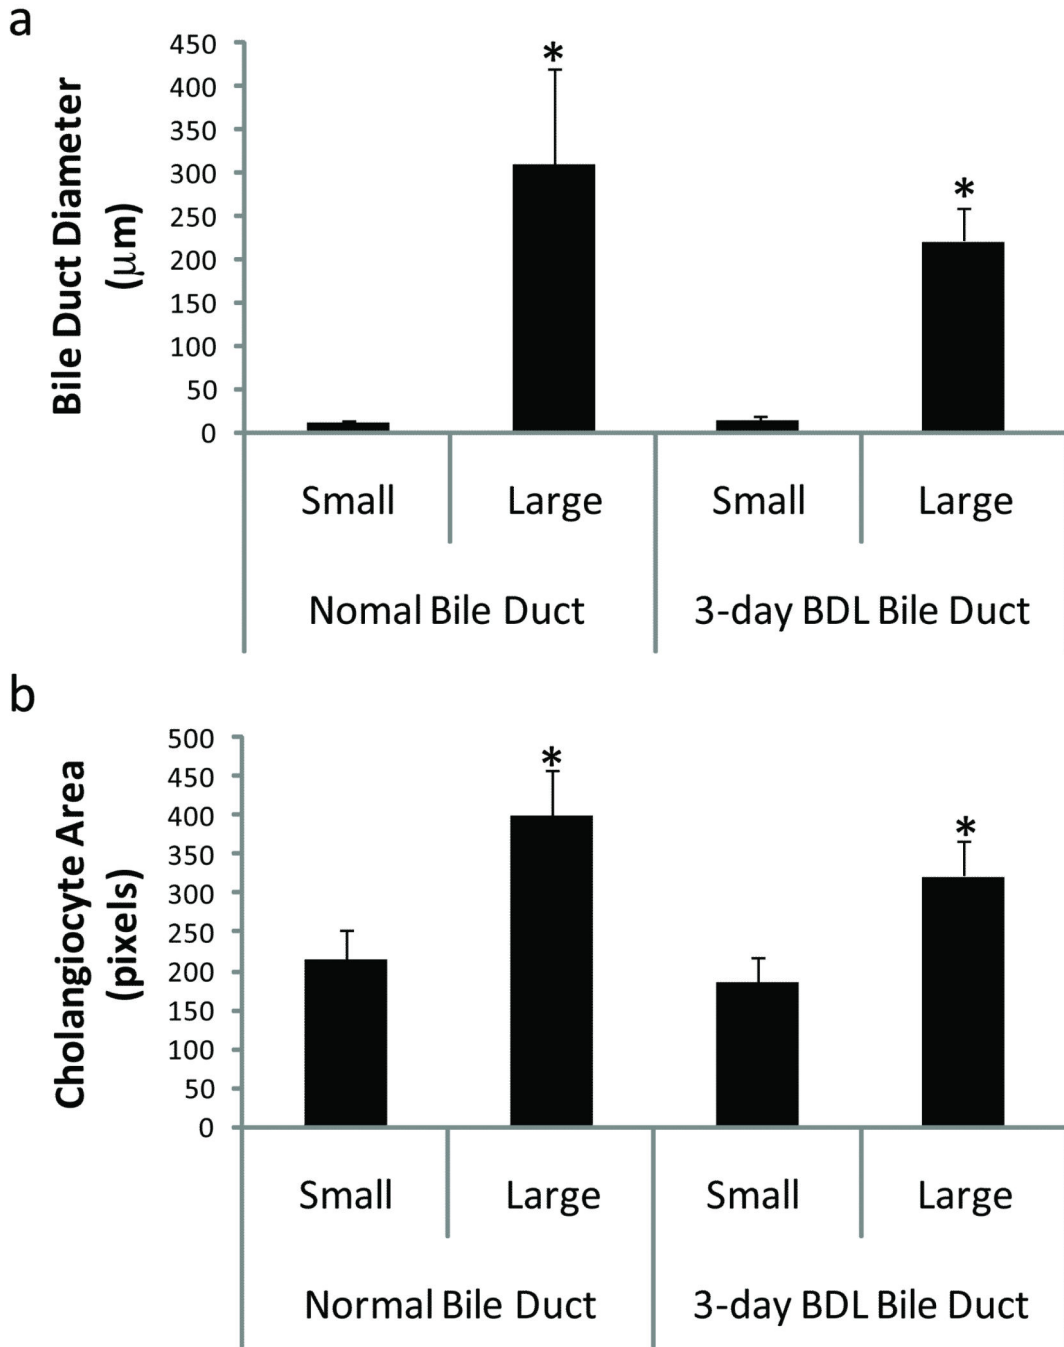 a
Bile Duct Diameter
(μm)
450
400
350
300
250
200
150
100
50
0
*
*
Small
Large
Small
Large
Nomal Bile Duct
3-day BDL Bile Duct
b
Cholangiocyte Area
(pixels)
500
450
400
350
300
250
200
150
100
50
0
*
*
Small
Large
Small
Large
Normal Bile Duct
3-day BDL Bile Duct